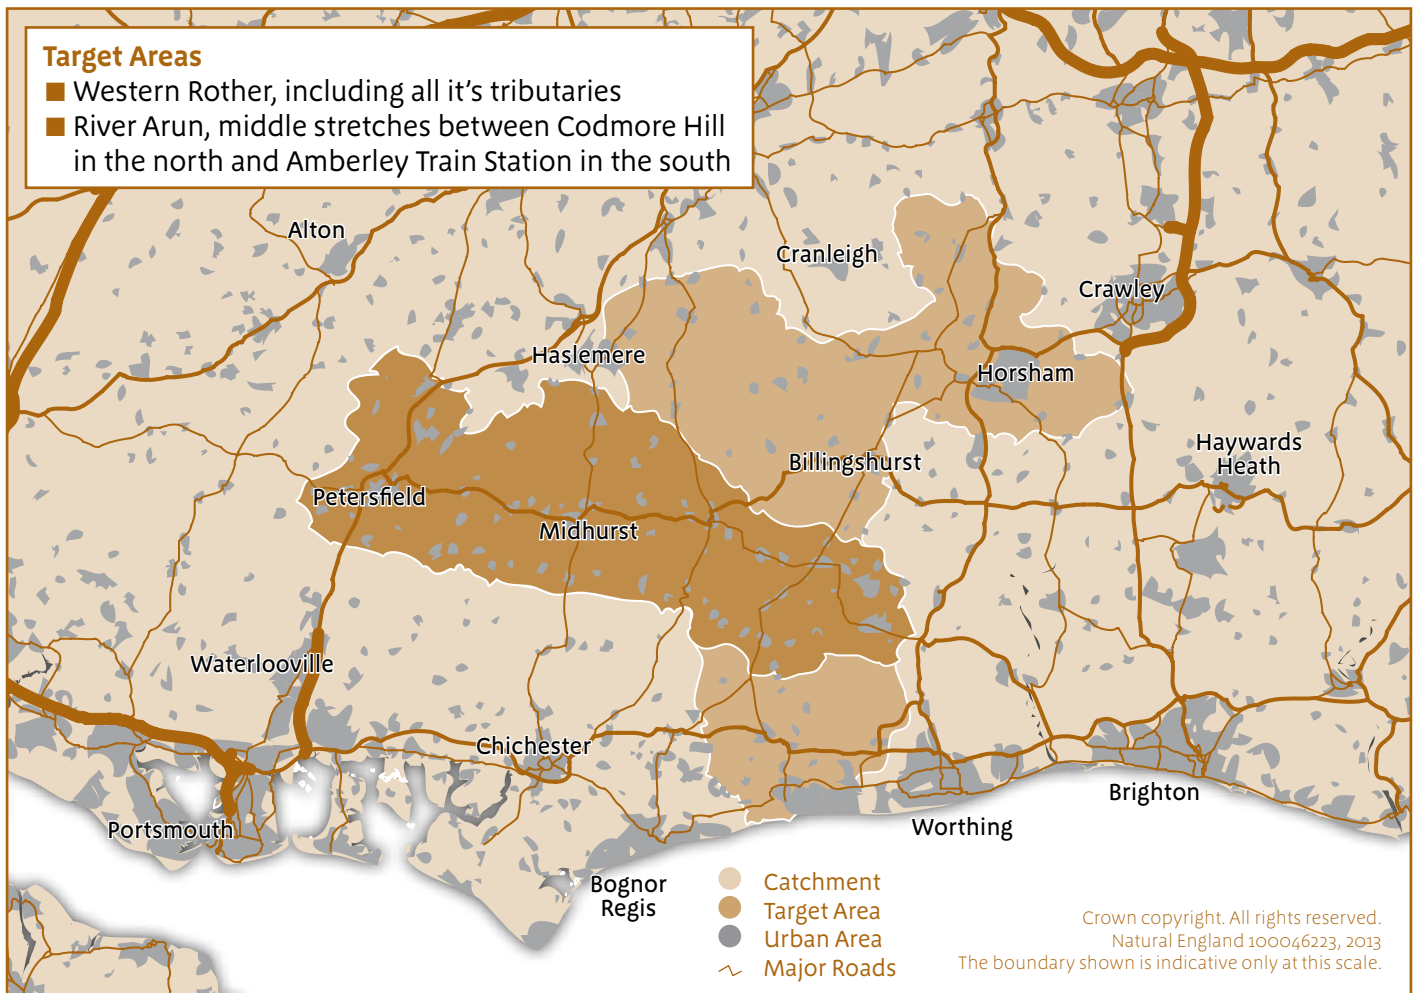 Target Areas
■ Western Rother, including all it’s tributaries
■ River Arun, middle stretches between Codmore Hill
in the north and Amberley Train Station in the south
Alton
Cranleigh
Crawley
Haslemere
Horsham
Haywards
Heath
Billingshurst
Petersfield
Midhurst
Waterlooville
Chichester
Brighton
Portsmouth
Worthing
Bognor
Regis
Catchment
Target Area
Urban Area
Major Roads
Crown copyright. All rights reserved.
Natural England 100046223, 2013
The boundary shown is indicative only at this scale.